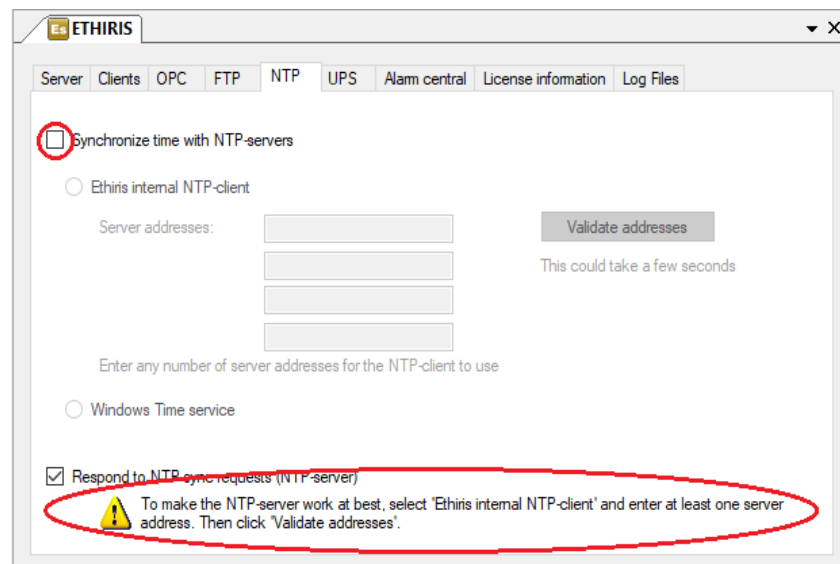 Es ETHIRIS
Server Clients OPC FTP NTP UPS Alarm central License information Log Files
Synchronize time with NTP-servers
Ethiris internal NTP-client
Server addresses:
Validate addresses
This could take a few seconds
Enter any number of server addresses for the NTP-client to use
Windows Time service
Respond to NTP sync requests (NTP-server)
To make the NTP-server work at best, select 'Ethiris internal NTP-client' and enter at least one server
address. Then click 'Validate addresses'.